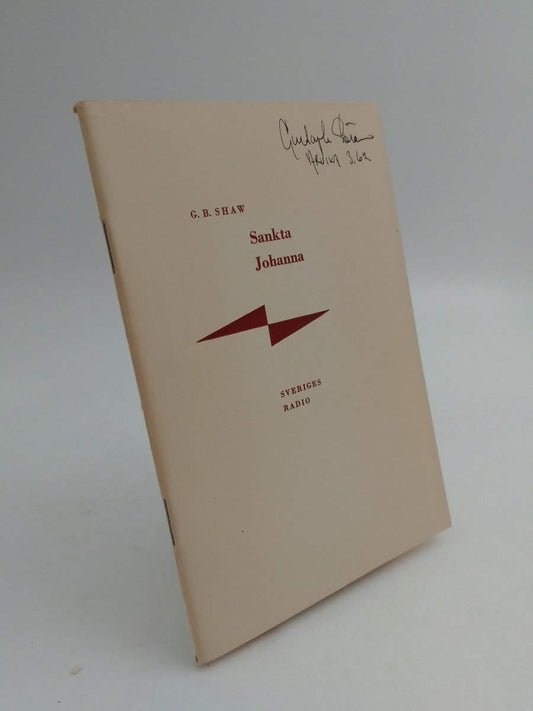 G. B. SHAW
Sankta
Johanna
SVERIGES
RADIO